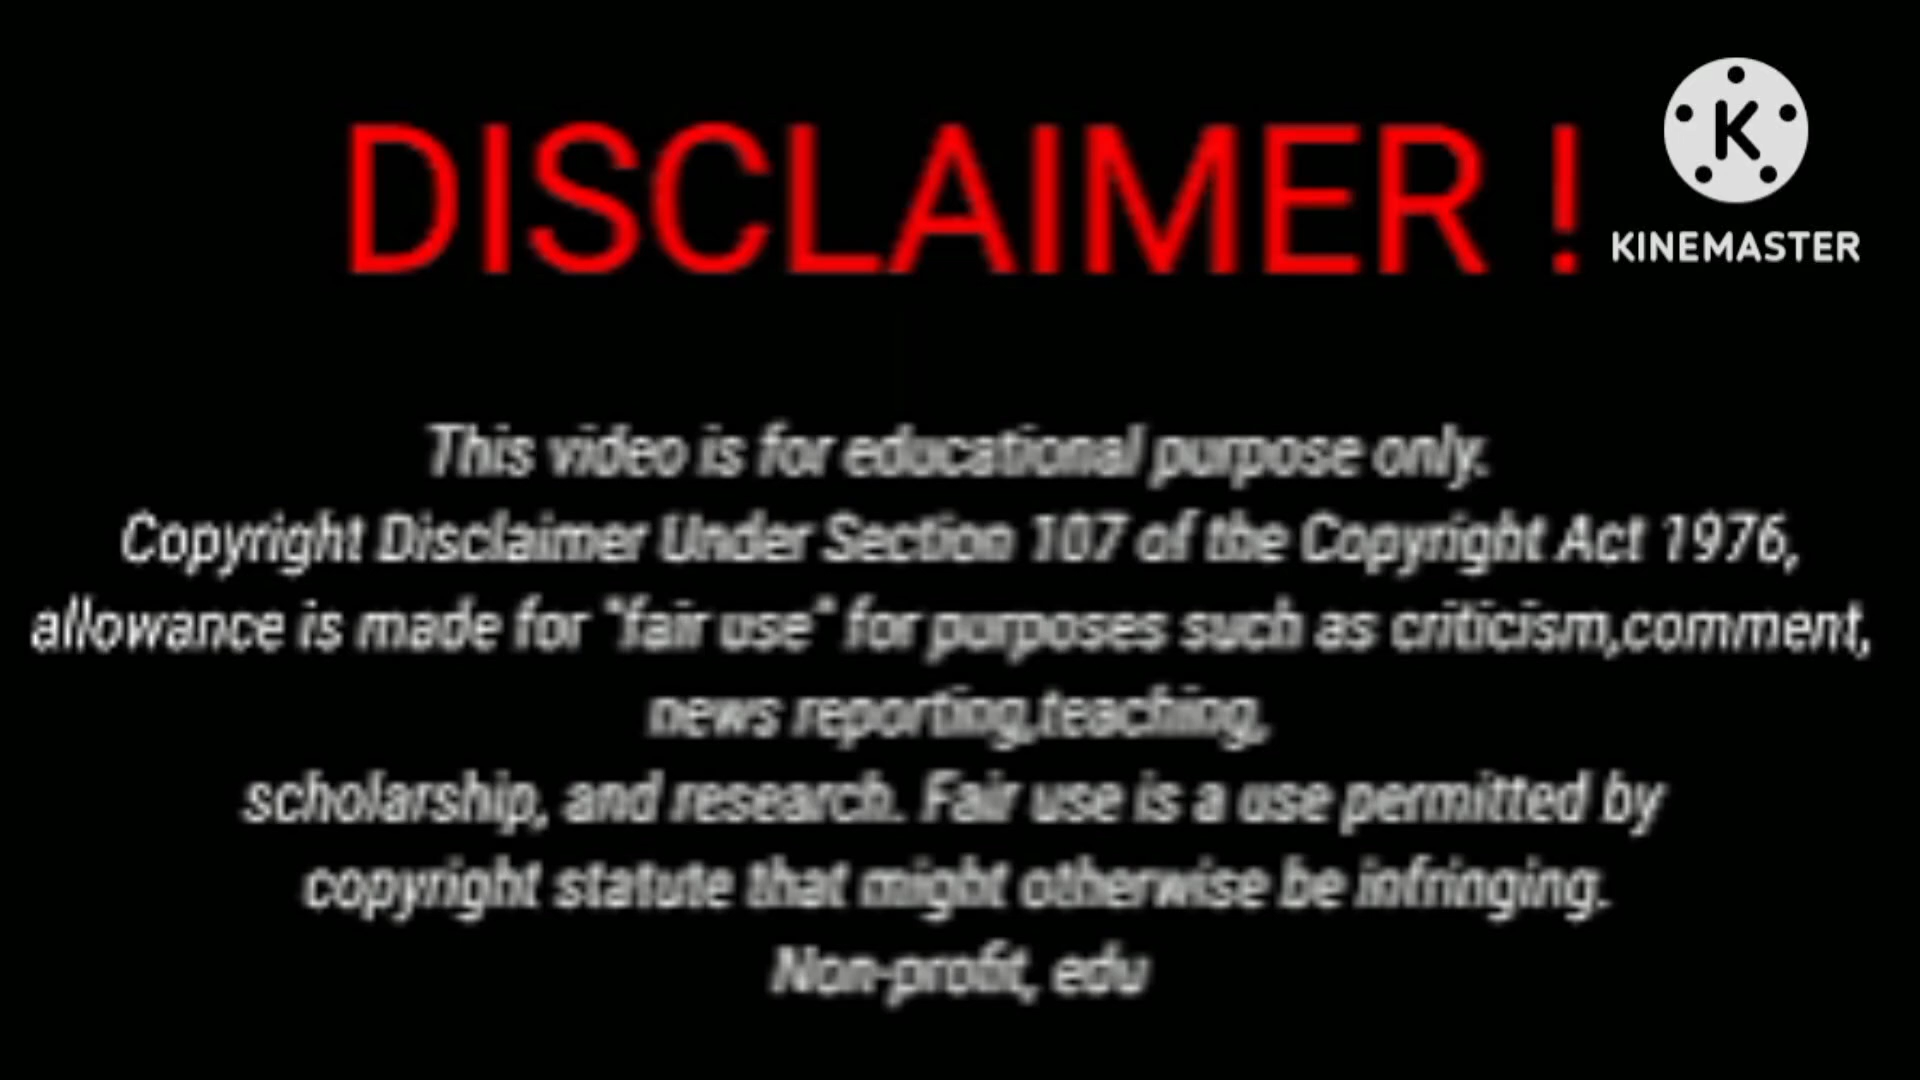 DISCLAIMER !
KINEMASTER
This video is for educational purpose only.
Copyright Disclaimer Under Section 107 of the Copyright Act 1976,
allowance is made for "fair use" for purposes such as criticism,comment,
news reporting,teaching,
scholarship, and research. Fair use is a use permitted by
copyright statute that might otherwise be infringing.
Non-profit, edu